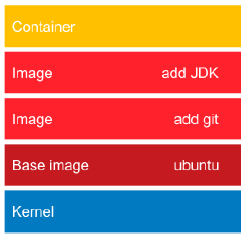 Container
Image add JDK
Image add git
Base image ubuntu
Kernel